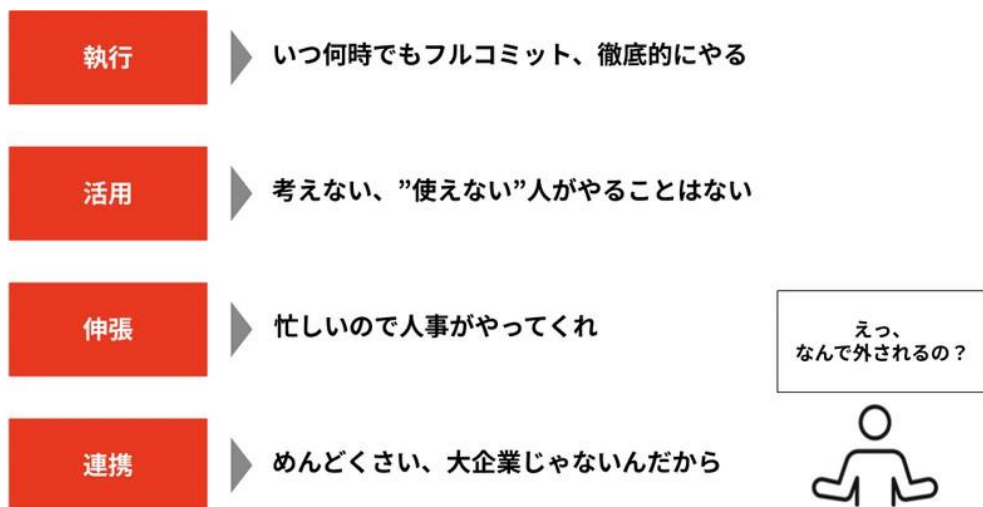 執行
いつ何時でもフルコミット、徹底的にやる
活用
考えない、”使えない”人がやることはない
伸張
忙しいので人事がやってくれ
えっ、
なんで外されるの？
連携
めんどくさい、大企業じゃないんだから